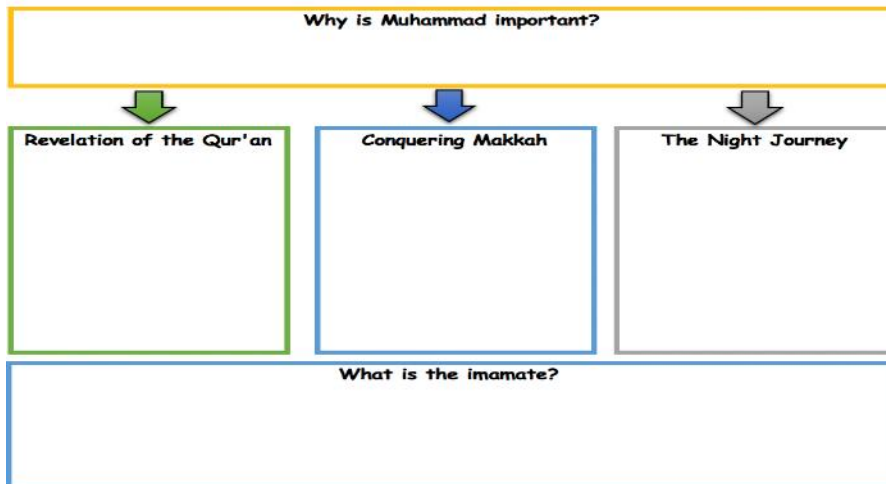 Why is Muhammad important?
Revelation of the Qur'an
Conquering Makkah
The Night Journey
What is the imamate?